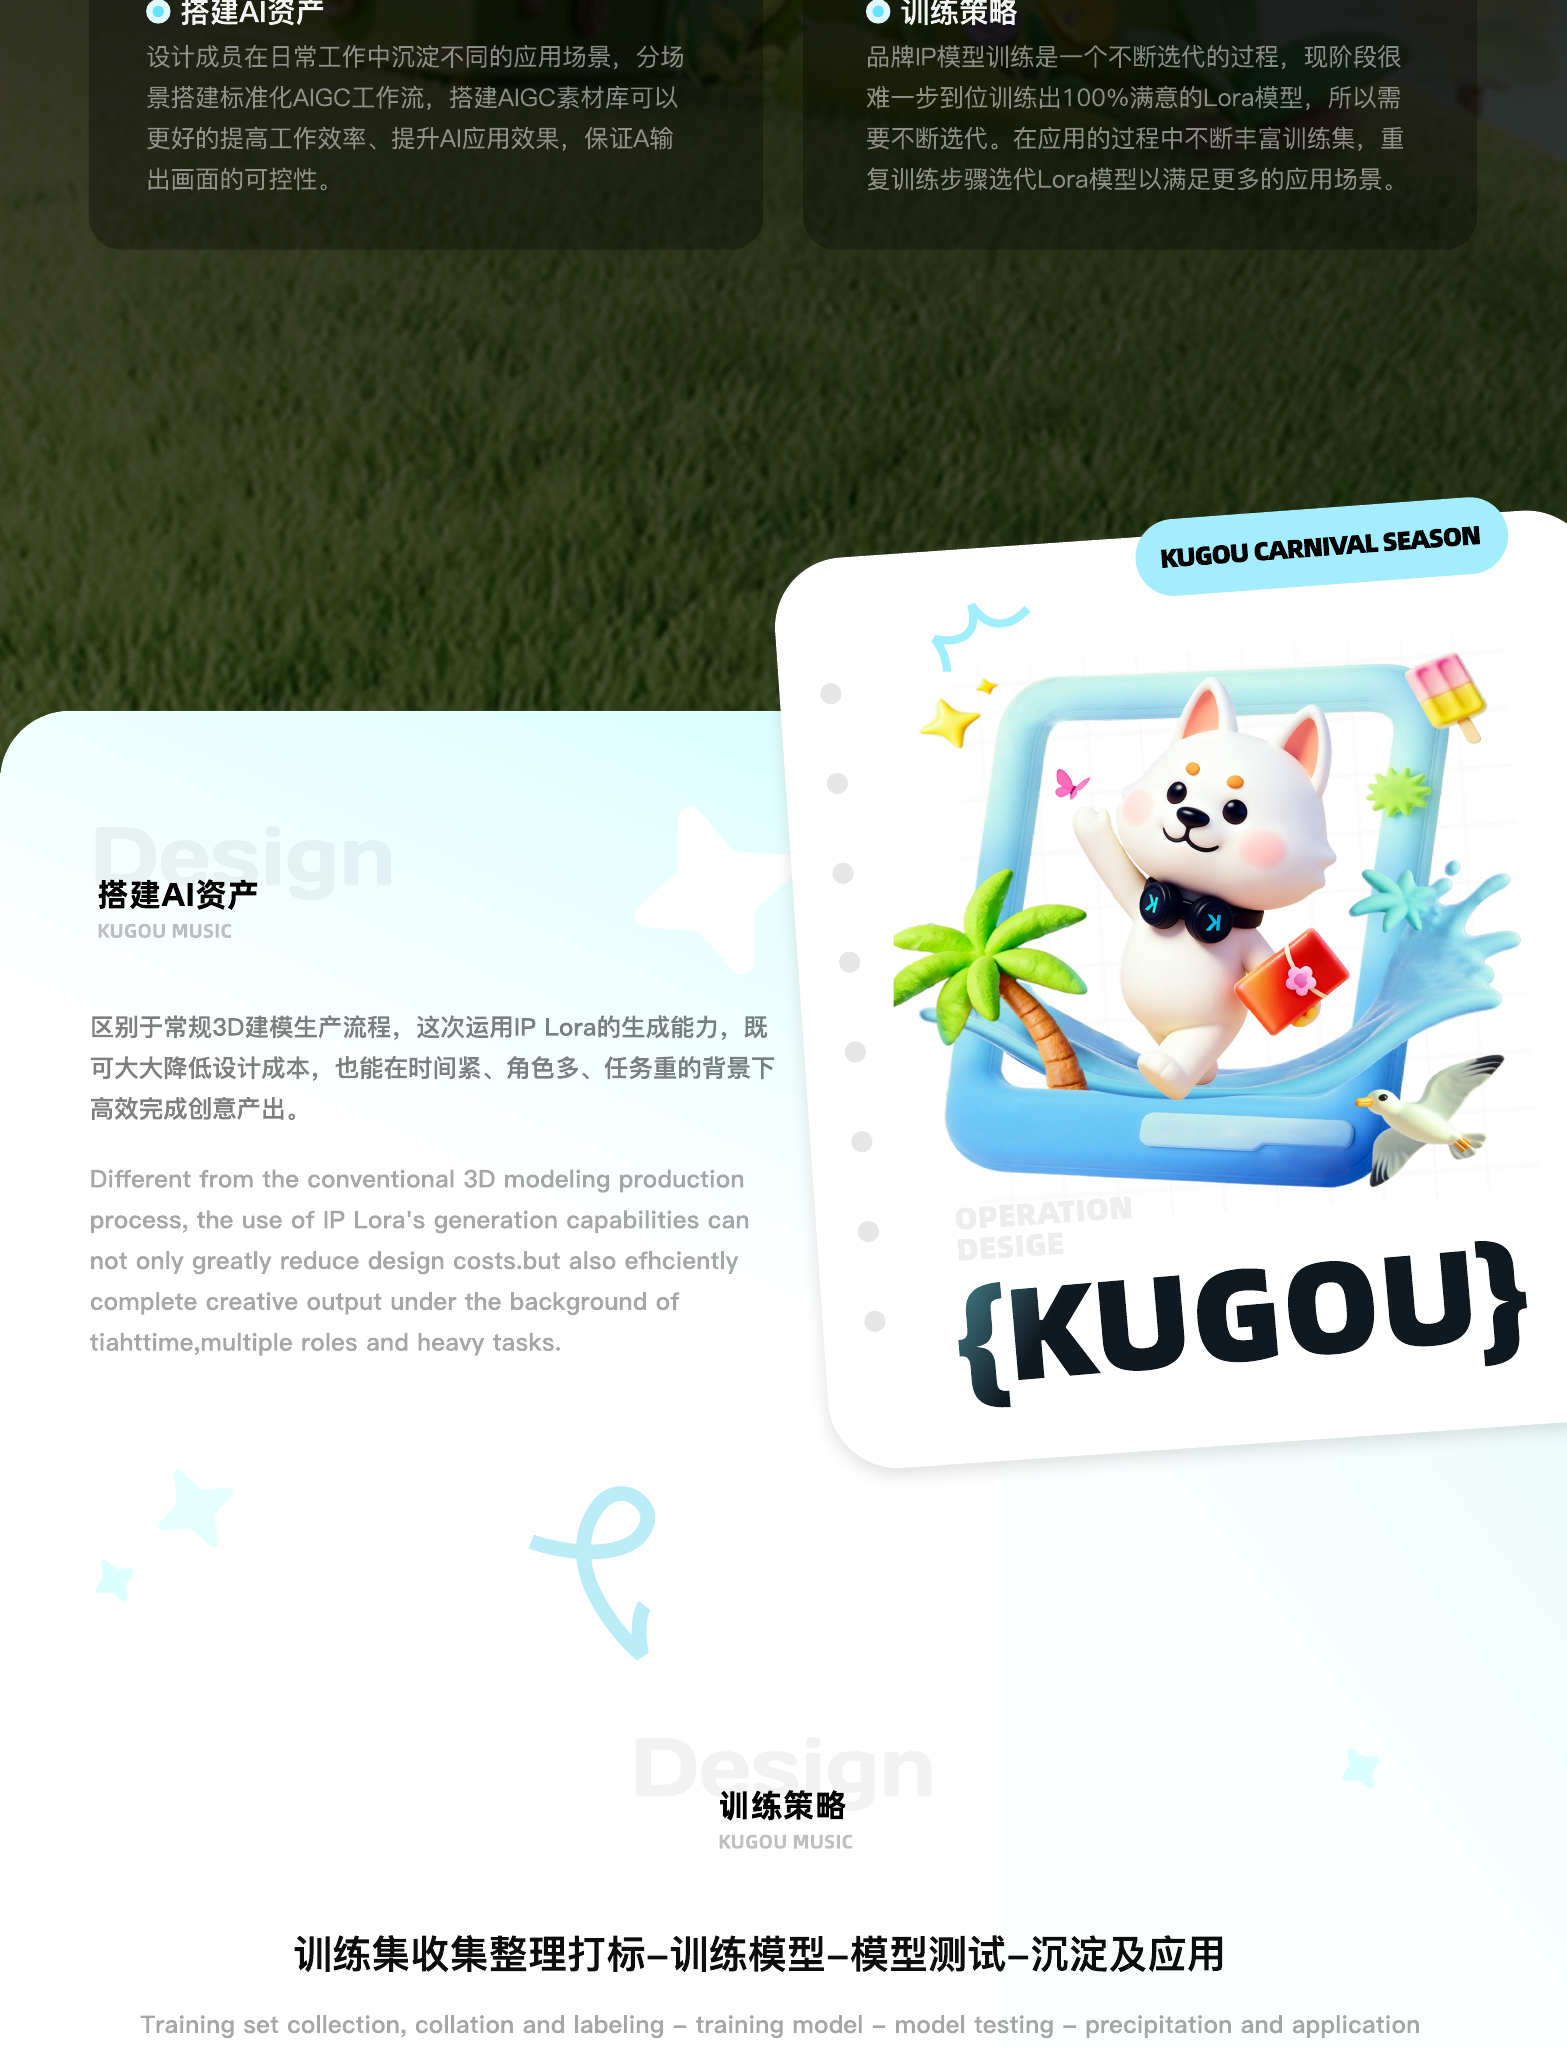 搭建AI资产
设计成员在日常工作中沉淀不同的应用场景，分场
景搭建标准化AIGC工作流，搭建AIGC素材库可以
更好的提高工作效率、提升AI应用效果，保证A输
出画面的可控性。
训练策略
品牌IP模型训练是一个不断迭代的过程，现阶段很
难一步到位训练出100%满意的Lora模型，所以需
要不断迭代。在应用的过程中不断丰富训练集，重
复训练步骤迭代Lora模型以满足更多的应用场景。
KUGOU CARNIVAL SEASON
Design
搭建AI资产
KUGOU MUSIC
区别于常规3D建模生产流程，这次运用IP Lora的生成能力，既
可大大降低设计成本，也能在时间紧、角色多、任务重的背景下
高效完成创意产出。
Different from the conventional 3D modeling production
process, the use of IP Lora's generation capabilities can
not only greatly reduce design costs.but also efhciently
complete creative output under the background of
tiahttime,multiple roles and heavy tasks.
K
K
OPERATION
DESIGE
{KUGOU}
Design
训练策略
KUGOU MUSIC
训练集收集整理打标–训练模型–模型测试–沉淀及应用
Training set collection, collation and labeling – training model – model testing – precipitation and application